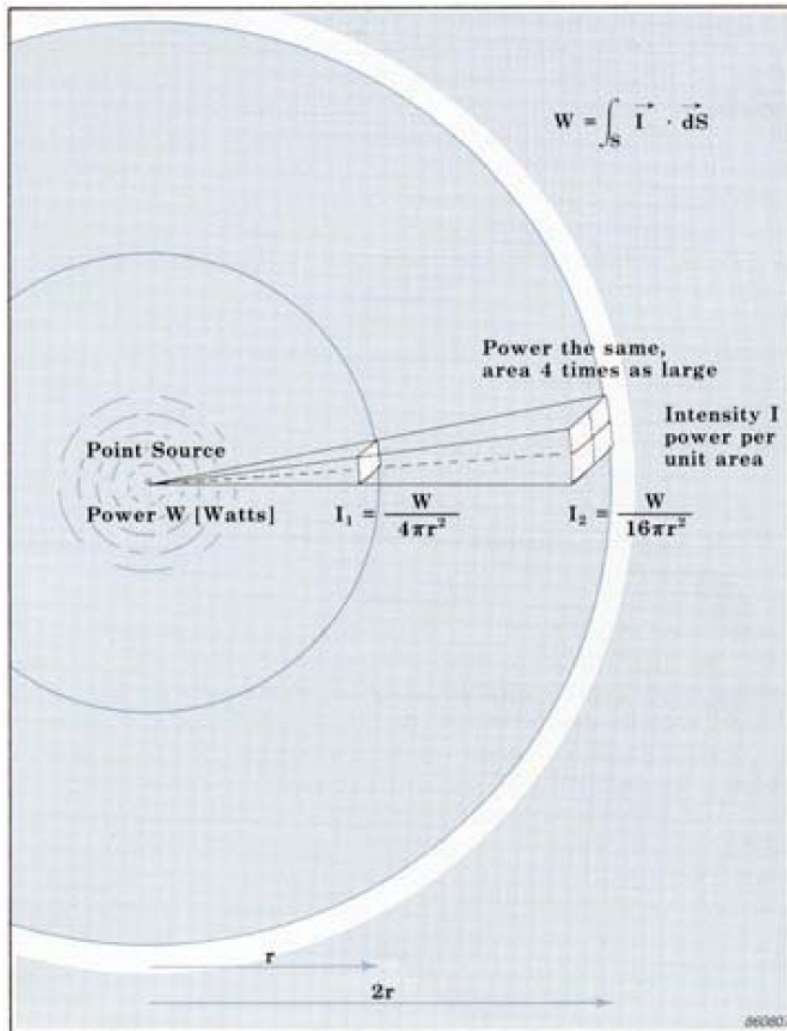 W = ∫S I⃗ · dS⃗
Power the same,
area 4 times as large
Intensity I
power per
unit area
Point Source
Power W [Watts]
I₁ = W / 4πr²
I₂ = W / 16πr²
r
2r